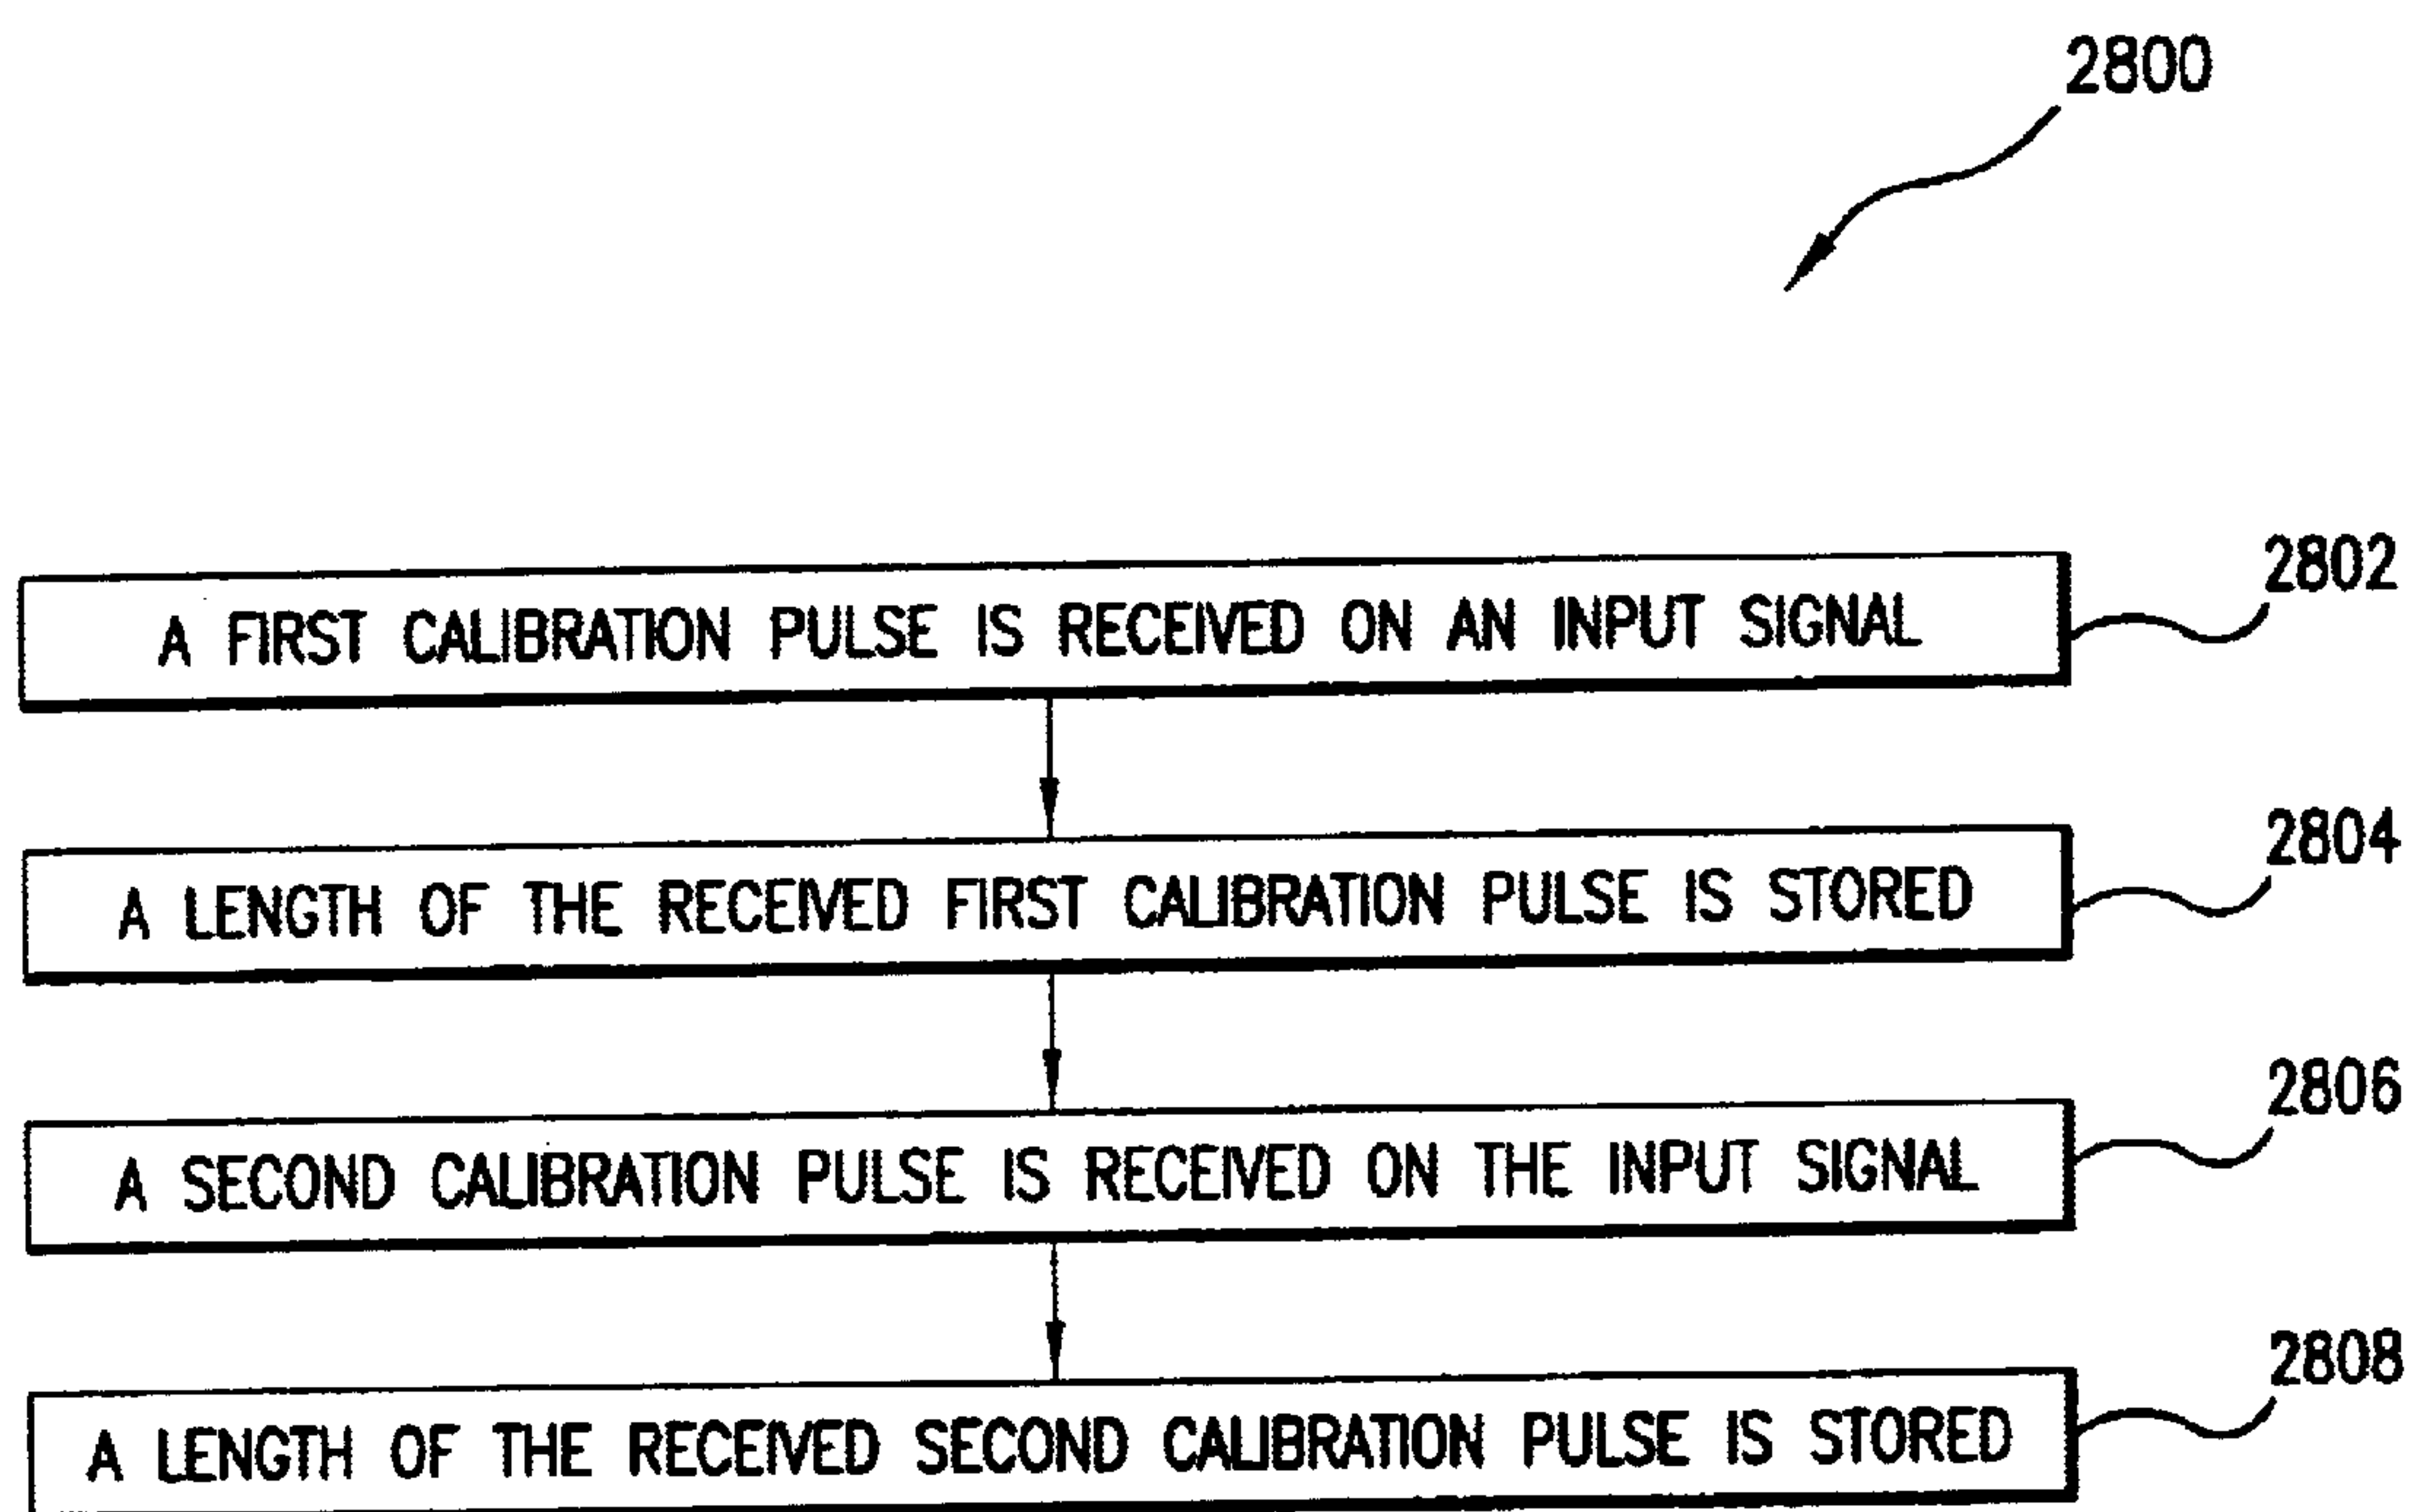 2800
2802
A FIRST CALIBRATION PULSE IS RECEIVED ON AN INPUT SIGNAL
2804
A LENGTH OF THE RECEIVED FIRST CALIBRATION PULSE IS STORED
2806
A SECOND CALIBRATION PULSE IS RECEIVED ON THE INPUT SIGNAL
2808
A LENGTH OF THE RECEIVED SECOND CALIBRATION PULSE IS STORED